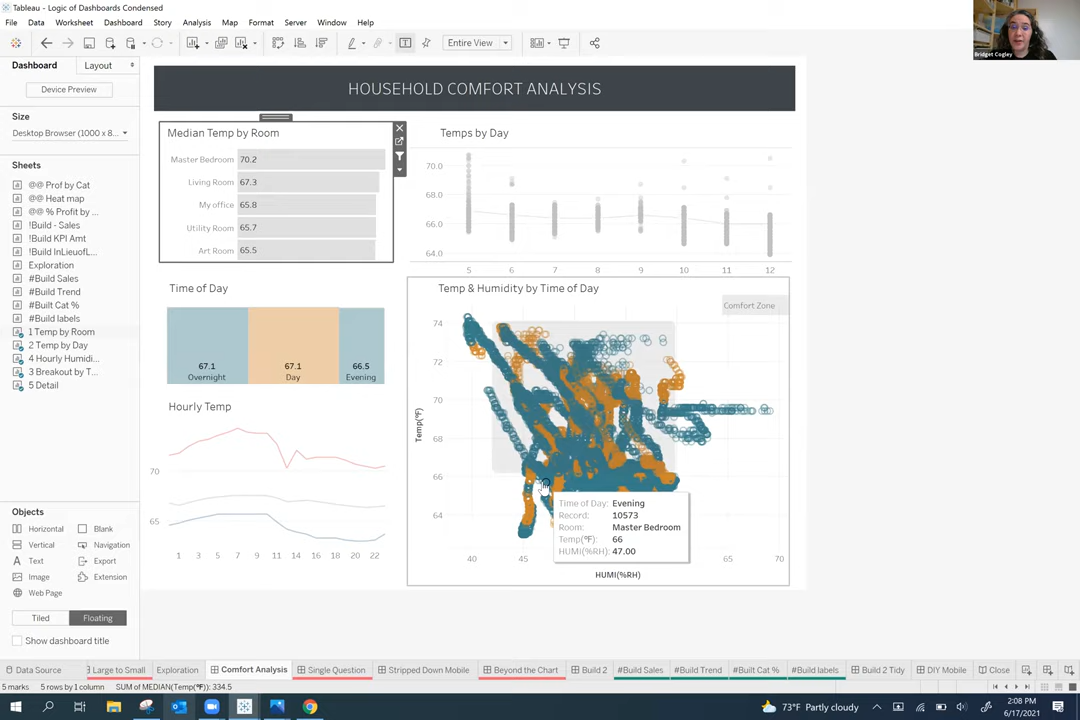 Tableau - Logic of Dashboards Condensed
File Data Worksheet Dashboard Story Analysis Map Format Server Window Help
Entire View
Bridget Cogley
Dashboard Layout
Device Preview
Size
Desktop Browser (1000 x 8...
Sheets
@@ Prof by Cat
@@ Heat map
@@ % Profit by ...
!Build - Sales
!Build KPI Amt
!Build InLieuofL...
Exploration
#Build Sales
#Build Trend
#Built Cat %
#Build labels
1 Temp by Room
2 Temp by Day
4 Hourly Humidi...
3 Breakout by T...
5 Detail
Objects
Horizontal Blank
Vertical Navigation
Text Export
Image Extension
Web Page
Tiled Floating
Show dashboard title
HOUSEHOLD COMFORT ANALYSIS
Median Temp by Room
Master Bedroom 70.2
Living Room 67.3
My office 65.8
Utility Room 65.7
Art Room 65.5
Temps by Day
70.0
68.0
66.0
64.0
5 6 7 8 9 10 11 12
Time of Day
67.1 67.1 66.5
Overnight Day Evening
Hourly Temp
70
65
1 3 5 7 9 11 14 16 18 20 22
Temp & Humidity by Time of Day
Comfort Zone
74
72
70
68
66
64
Temp(°F)
40 45 65 70
HUMI(%RH)
Time of Day: Evening
Record: 10573
Room: Master Bedroom
Temp(°F): 66
HUMI(%RH): 47.00
Data Source Large to Small Exploration Comfort Analysis Single Question Stripped Down Mobile Beyond the Chart Build 2 #Build Sales #Build Trend #Built Cat % #Build labels Build 2 Tidy DIY Mobile Close
5 marks 5 rows by 1 column SUM of MEDIAN(Temp(°F)): 334.5
73°F Partly cloudy
2:08 PM
6/17/2021